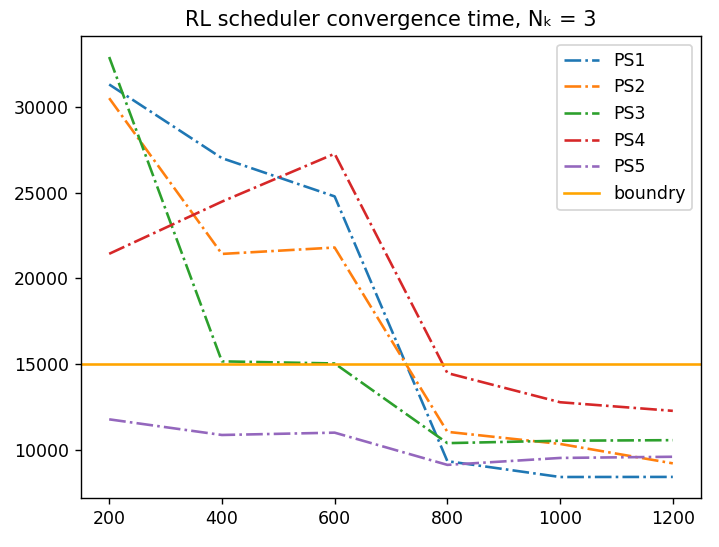 RL scheduler convergence time, Nₖ = 3
PS1
PS2
PS3
PS4
PS5
boundry
30000
25000
20000
15000
10000
200 400 600 800 1000 1200